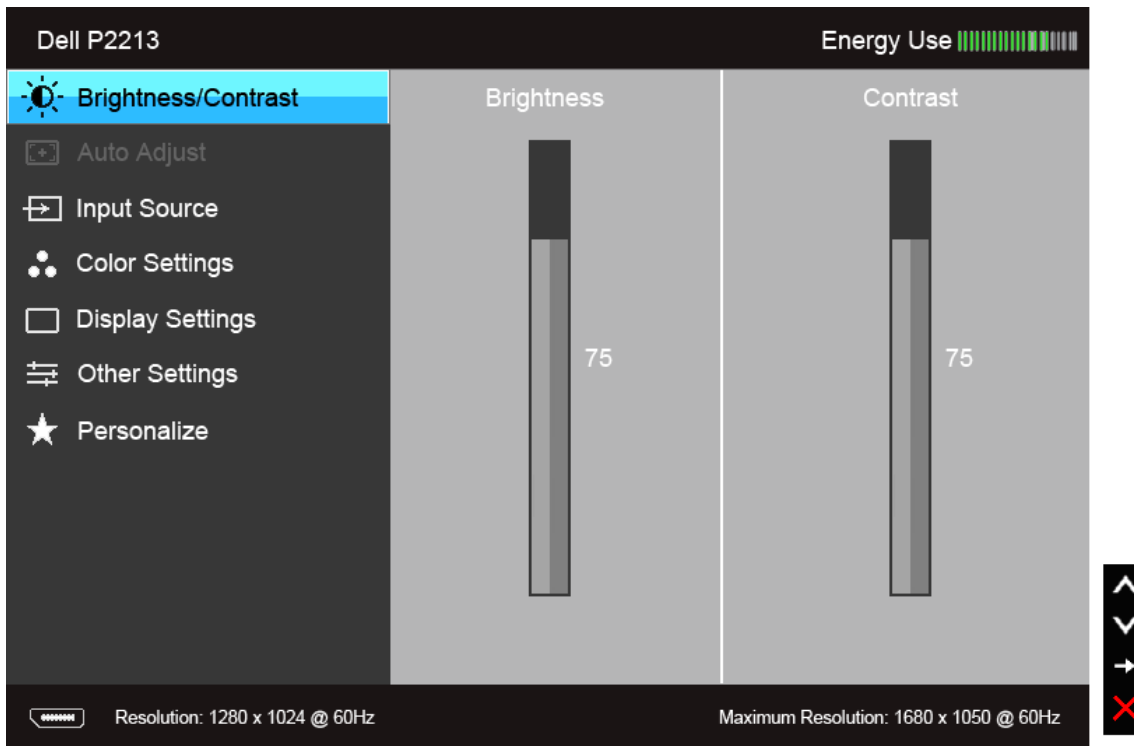 Dell P2213
Energy Use
Brightness/Contrast
Auto Adjust
Input Source
Color Settings
Display Settings
Other Settings
Personalize
Brightness
75
Contrast
75
Resolution: 1280 x 1024 @ 60Hz
Maximum Resolution: 1680 x 1050 @ 60Hz